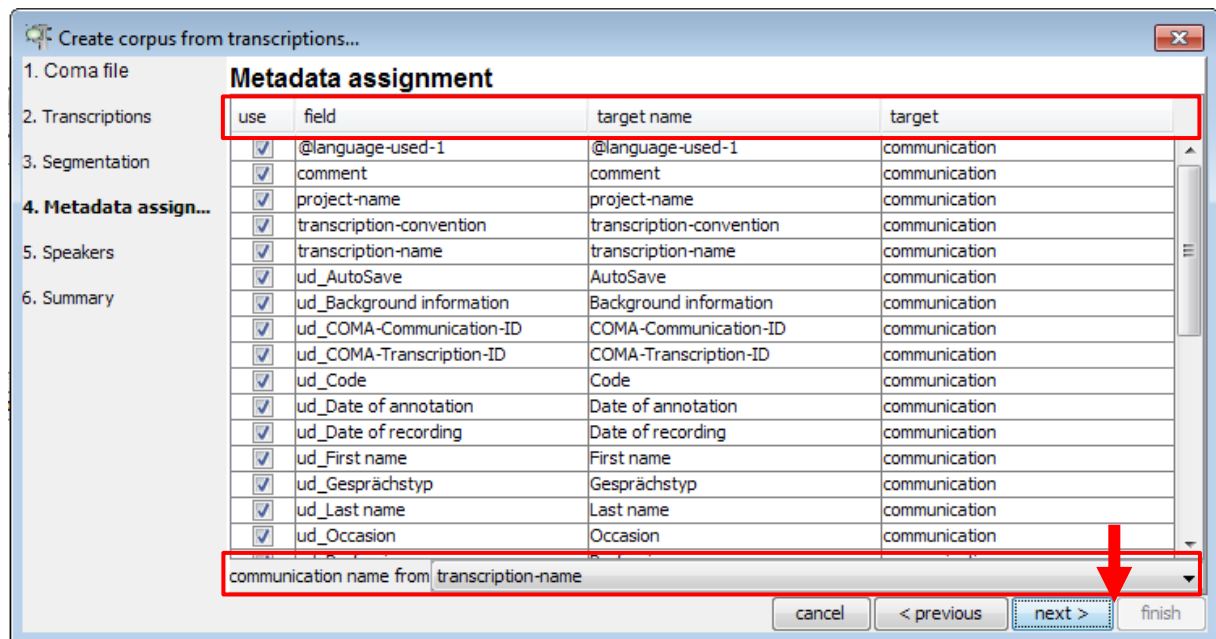 Create corpus from transcriptions...
1. Coma file
2. Transcriptions
3. Segmentation
4. Metadata assign...
5. Speakers
6. Summary
Metadata assignment
use field target name target
@language-used-1 @language-used-1 communication
comment comment communication
project-name project-name communication
transcription-convention transcription-convention communication
transcription-name transcription-name communication
ud_AutoSave AutoSave communication
ud_Background information Background information communication
ud_COMA-Communication-ID COMA-Communication-ID communication
ud_COMA-Transcription-ID COMA-Transcription-ID communication
ud_Code Code communication
ud_Date of annotation Date of annotation communication
ud_Date of recording Date of recording communication
ud_First name First name communication
ud_Gesprächstyp Gesprächstyp communication
ud_Last name Last name communication
ud_Occasion Occasion communication
communication name from transcription-name
cancel < previous next > finish